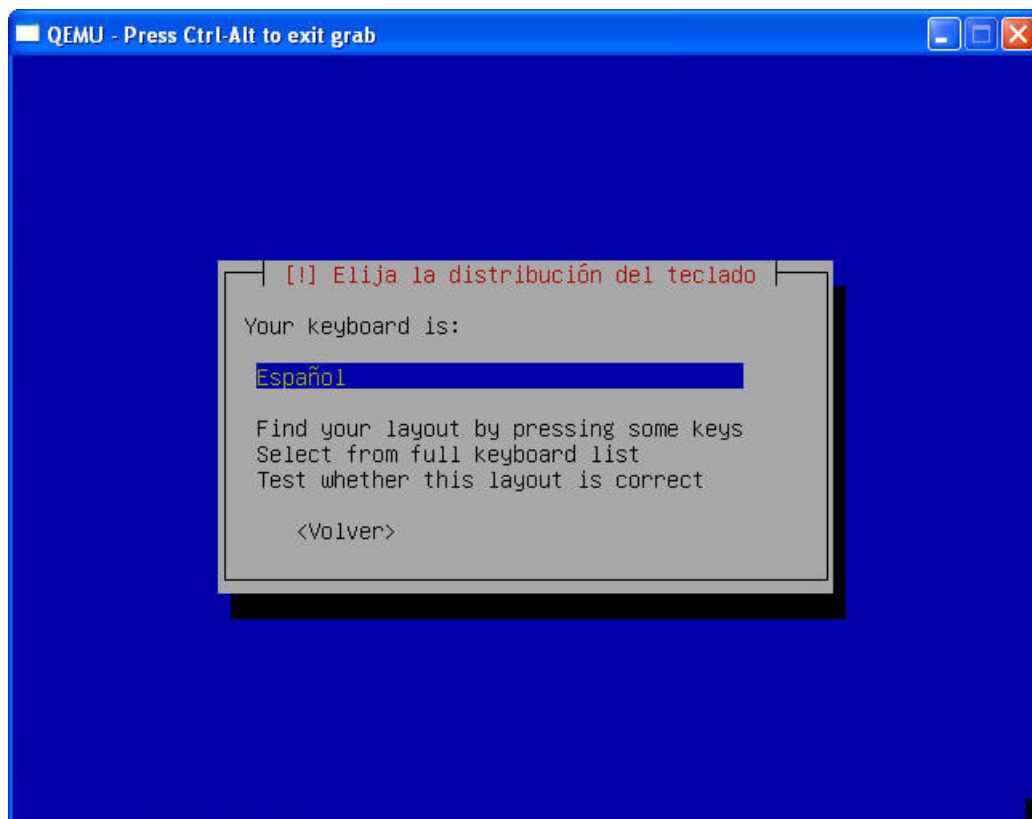 QEMU - Press Ctrl-Alt to exit grab
[!] Elija la distribución del teclado
Your keyboard is:
Español
Find your layout by pressing some keys
Select from full keyboard list
Test whether this layout is correct
<Volver>